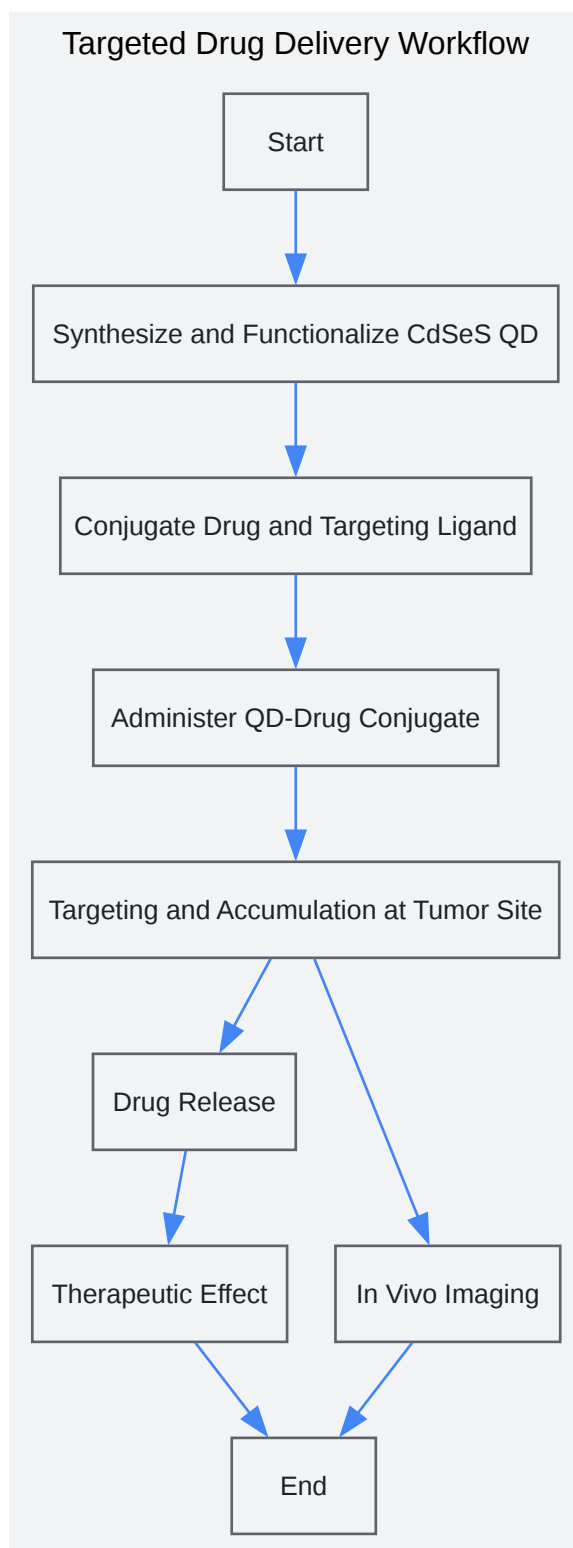 Targeted Drug Delivery Workflow
Start
Synthesize and Functionalize CdSeS QD
Conjugate Drug and Targeting Ligand
Administer QD-Drug Conjugate
Targeting and Accumulation at Tumor Site
Drug Release
Therapeutic Effect
In Vivo Imaging
End